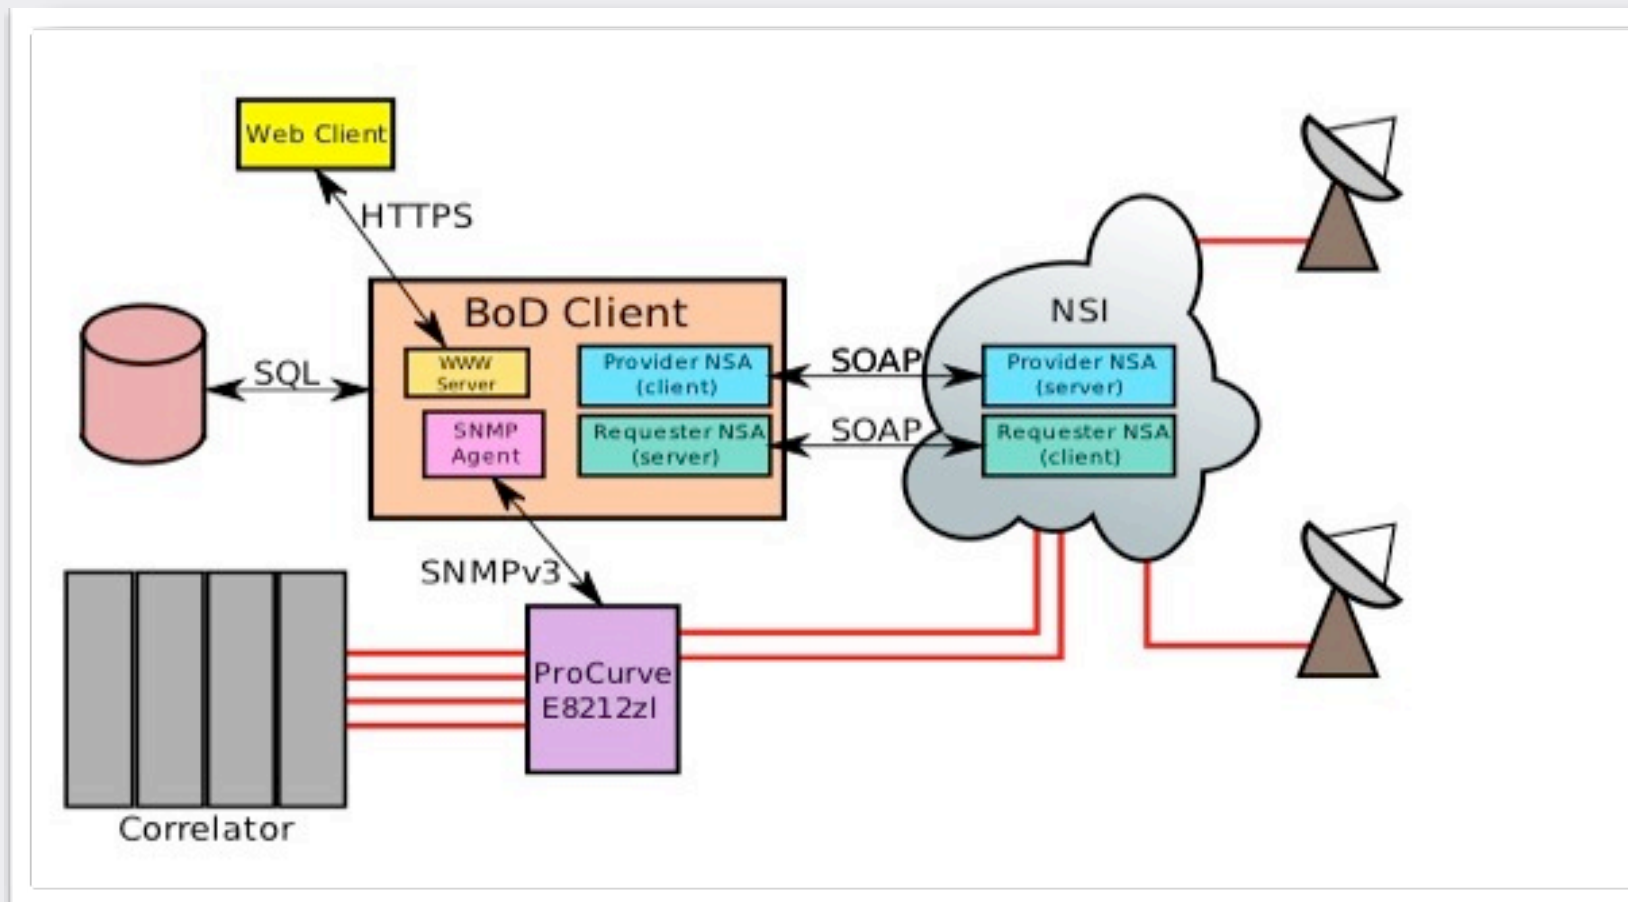 Web Client
HTTPS
BoD Client
NSI
SQL
WWW
Server
Provider NSA
(client)
SOAP
Provider NSA
(server)
SNMP
Agent
Requester NSA
(server)
SOAP
Requester NSA
(client)
SNMPv3
ProCurve
E8212zl
Correlator